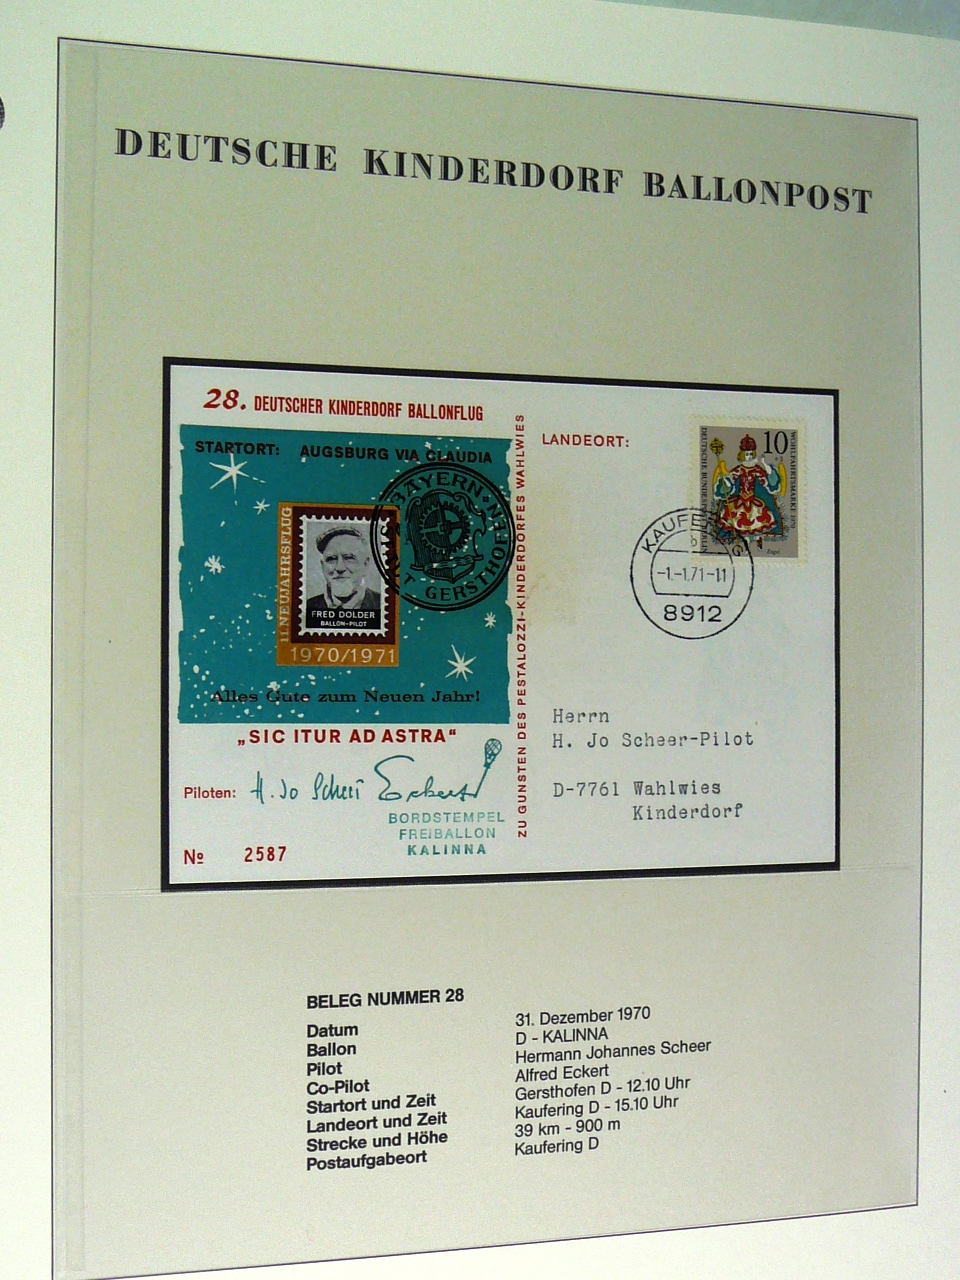 DEUTSCHE KINDERDORF BALLONPOST
28. DEUTSCHER KINDERDORF BALLONFLUG
STARTORT: AUGSBURG VIA CLAUDIA
BAYERN
GERSTHOFEN
11. NEUJAHRSFLUG
FRED DOLDER
BALLON-PILOT
1970/1971
Alles Gute zum Neuen Jahr!
„SIC ITUR AD ASTRA“
Piloten: H. Jo Scheer Eckert
BORDSTEMPEL
FREIBALLON
KALINNA
№ 2587
ZU GUNSTEN DES PESTALOZZI-KINDERDORFES WAHLWIES
LANDEORT:
10
+5
WOHLFAHRTSMARKE 1970
DEUTSCHE BUNDESPOST BERLIN
Engel
KAUFERING
b
-1.-1.71-11
8912
Herrn
H. Jo Scheer-Pilot
D-7761 Wahlwies
Kinderdorf
BELEG NUMMER 28
Datum 31. Dezember 1970
Ballon D - KALINNA
Pilot Hermann Johannes Scheer
Co-Pilot Alfred Eckert
Startort und Zeit Gersthofen D - 12.10 Uhr
Landeort und Zeit Kaufering D - 15.10 Uhr
Strecke und Höhe 39 km - 900 m
Postaufgabeort Kaufering D